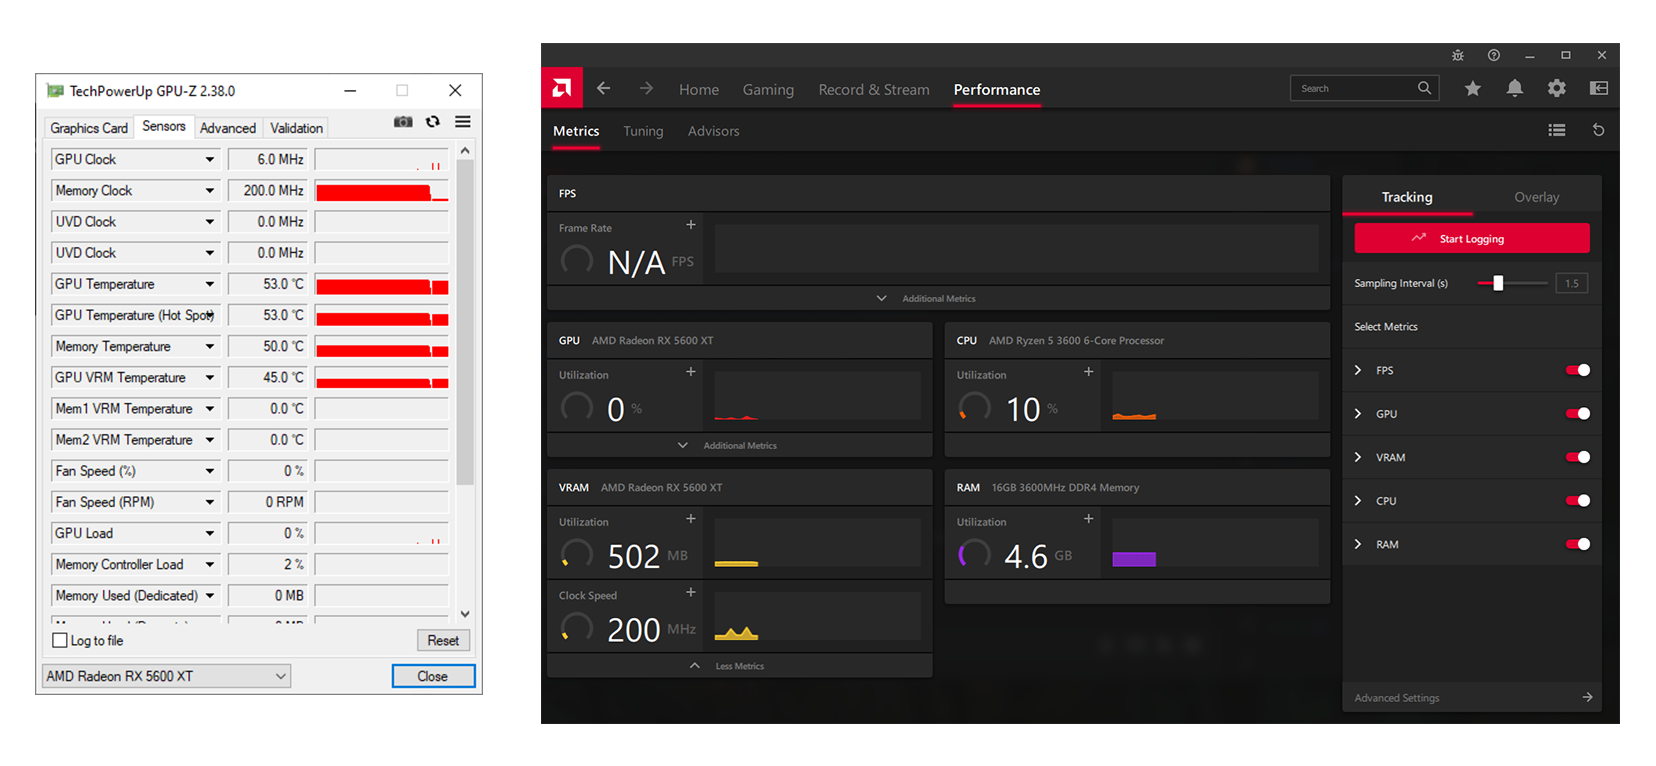 TechPowerUp GPU-Z 2.38.0
Graphics Card Sensors Advanced Validation
GPU Clock 6.0 MHz
Memory Clock 200.0 MHz
UVD Clock 0.0 MHz
UVD Clock 0.0 MHz
GPU Temperature 53.0 °C
GPU Temperature (Hot Spot) 53.0 °C
Memory Temperature 50.0 °C
GPU VRM Temperature 45.0 °C
Mem1 VRM Temperature 0.0 °C
Mem2 VRM Temperature 0.0 °C
Fan Speed (%) 0 %
Fan Speed (RPM) 0 RPM
GPU Load 0 %
Memory Controller Load 2 %
Memory Used (Dedicated) 0 MB
Log to file Reset
AMD Radeon RX 5600 XT Close
Home Gaming Record & Stream Performance Search
Metrics Tuning Advisors
FPS
Frame Rate
N/A FPS
Additional Metrics
GPU AMD Radeon RX 5600 XT
Utilization
0 %
Additional Metrics
CPU AMD Ryzen 5 3600 6-Core Processor
Utilization
10 %
VRAM AMD Radeon RX 5600 XT
Utilization
502 MB
Clock Speed
200 MHz
Less Metrics
RAM 16GB 3600MHz DDR4 Memory
Utilization
4.6 GB
Tracking Overlay
Start Logging
Sampling Interval (s) 1.5
Select Metrics
FPS
GPU
VRAM
CPU
RAM
Advanced Settings